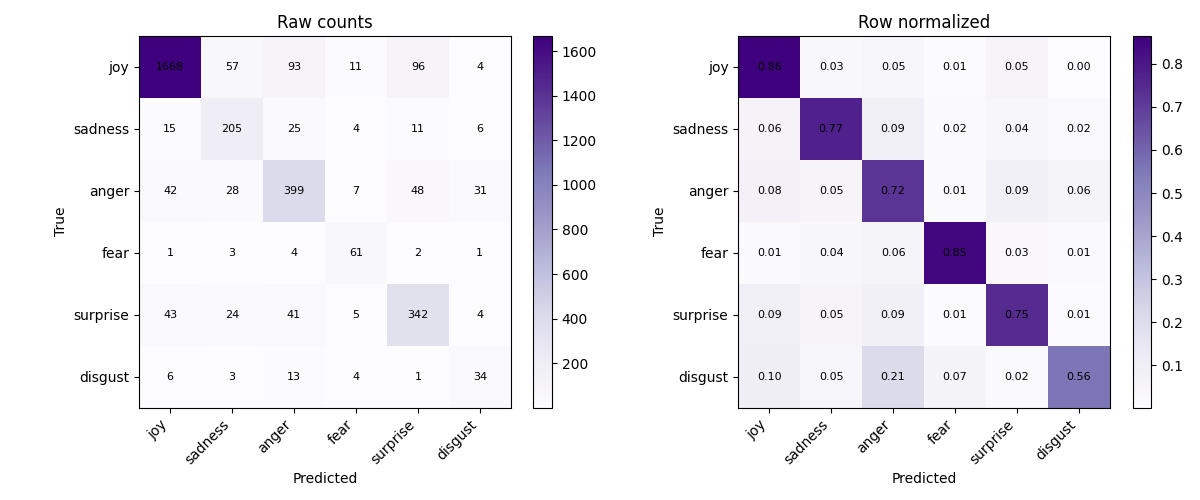 Raw counts
joy 1668 57 93 11 96 4
sadness 15 205 25 4 11 6
anger 42 28 399 7 48 31
fear 1 3 4 61 2 1
surprise 43 24 41 5 342 4
disgust 6 3 13 4 1 34
True
joy sadness anger fear surprise disgust
Predicted
1600
1400
1200
1000
800
600
400
200
Row normalized
joy 0.86 0.03 0.05 0.01 0.05 0.00
sadness 0.06 0.77 0.09 0.02 0.04 0.02
anger 0.08 0.05 0.72 0.01 0.09 0.06
fear 0.01 0.04 0.06 0.85 0.03 0.01
surprise 0.09 0.05 0.09 0.01 0.75 0.01
disgust 0.10 0.05 0.21 0.07 0.02 0.56
True
joy sadness anger fear surprise disgust
Predicted
0.8
0.7
0.6
0.5
0.4
0.3
0.2
0.1